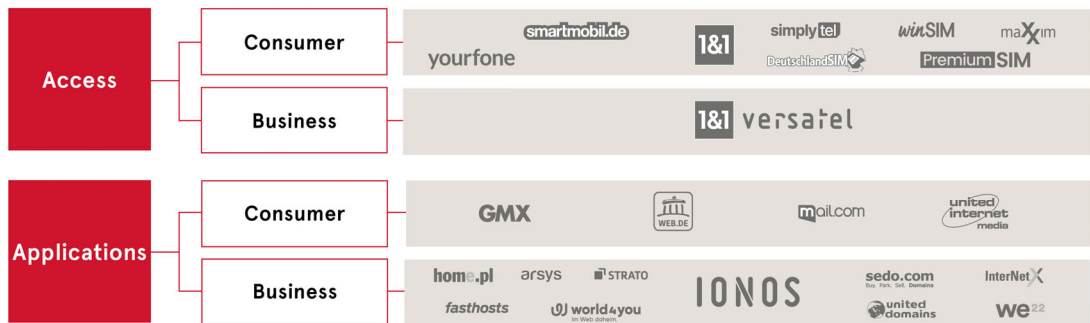 Access
Consumer
smartmobil.de
yourfone
1&1
simplytel
DeutschlandSIM
winSIM
maXXim
PremiumSIM
Business
1&1 versatel
Applications
Consumer
GMX
WEB.DE
mail.com
united
internet
media
Business
home.pl
arsys
STRATO
fasthosts
world4you
Im Web daheim.
IONOS
sedo.com
Buy. Park. Sell. Domains
united
domains
InterNetX
we22